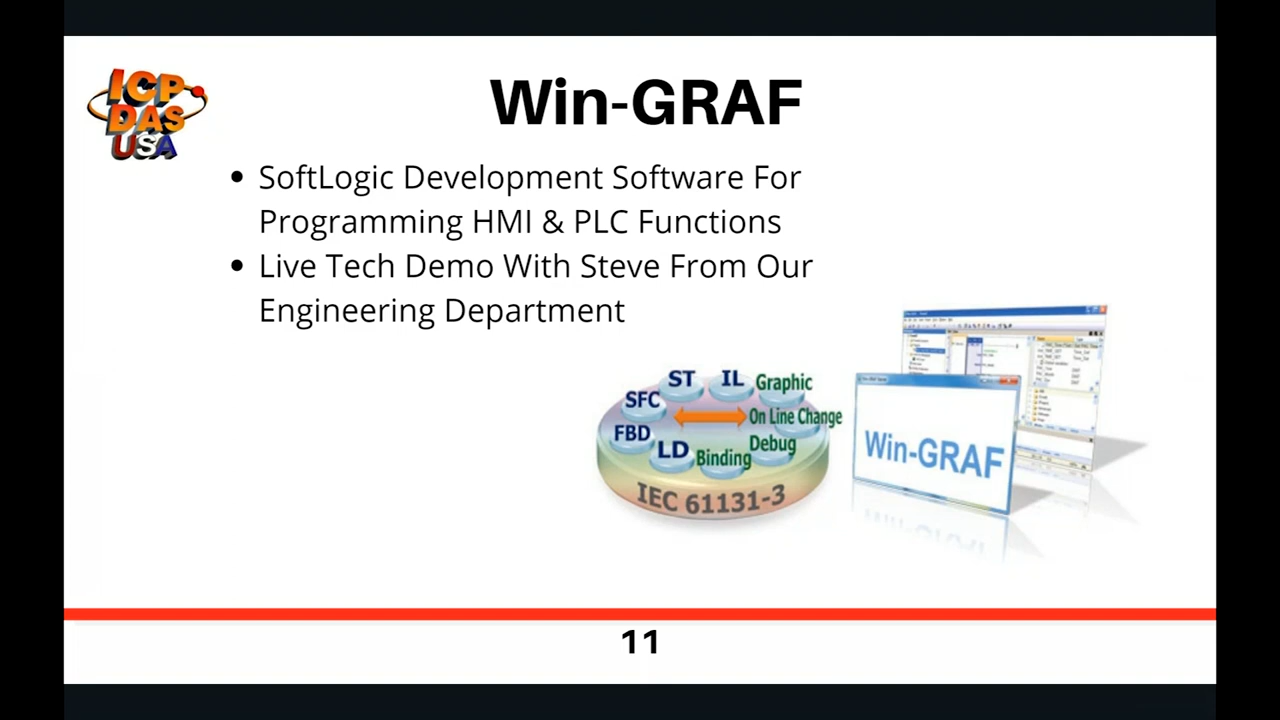 ICP
DAS
USA
Win-GRAF
• SoftLogic Development Software For
Programming HMI & PLC Functions
• Live Tech Demo With Steve From Our
Engineering Department
ST
IL
Graphic
SFC
On Line Change
FBD
Debug
LD
Binding
IEC 61131-3
Win-GRAF
11